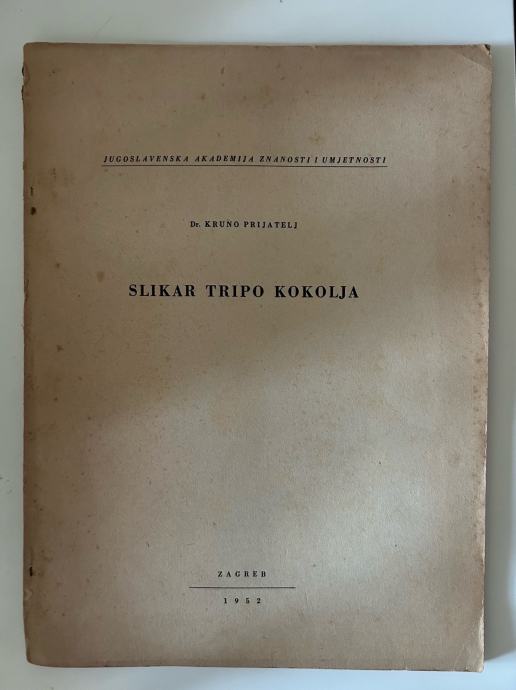 JUGOSLAVENSKA AKADEMIJA ZNANOSTI I UMJETNOSTI
Dr. KRUNO PRIJATELJ
SLIKAR TRIPO KOKOLJA
ZAGREB
1952